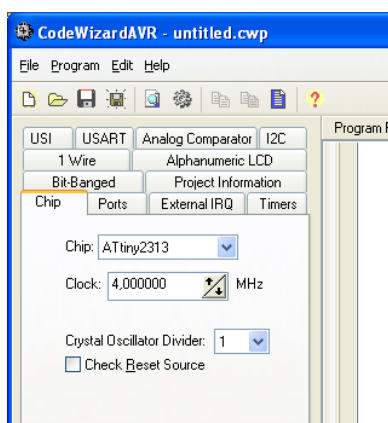 CodeWizardAVR - untitled.cwp
File Program Edit Help
USI USART Analog Comparator I2C
1 Wire Alphanumeric LCD
Bit-Banged Project Information
Chip Ports External IRQ Timers
Program
Chip: ATtiny2313
Clock: 4,000000 MHz
Crystal Oscillator Divider: 1
Check Reset Source